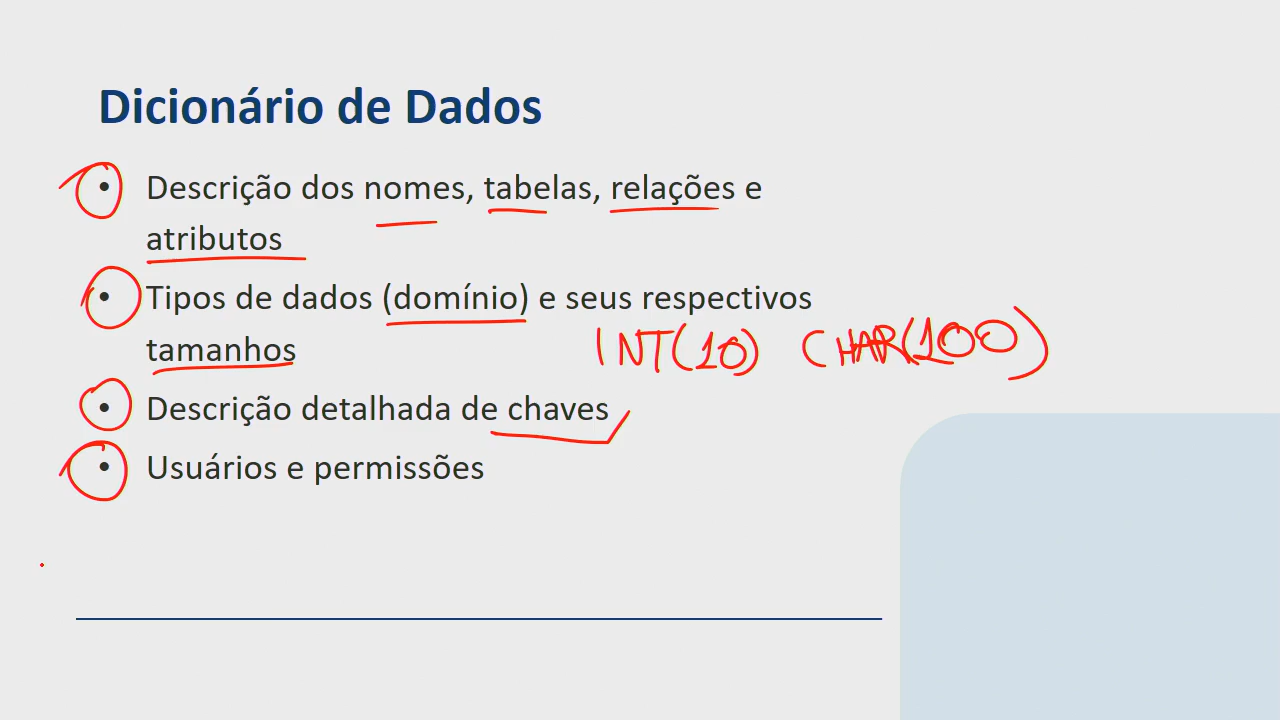 Dicionário de Dados
• Descrição dos nomes, tabelas, relações e
atributos
• Tipos de dados (domínio) e seus respectivos
tamanhos
INT(10) CHAR(100)
• Descrição detalhada de chaves
• Usuários e permissões